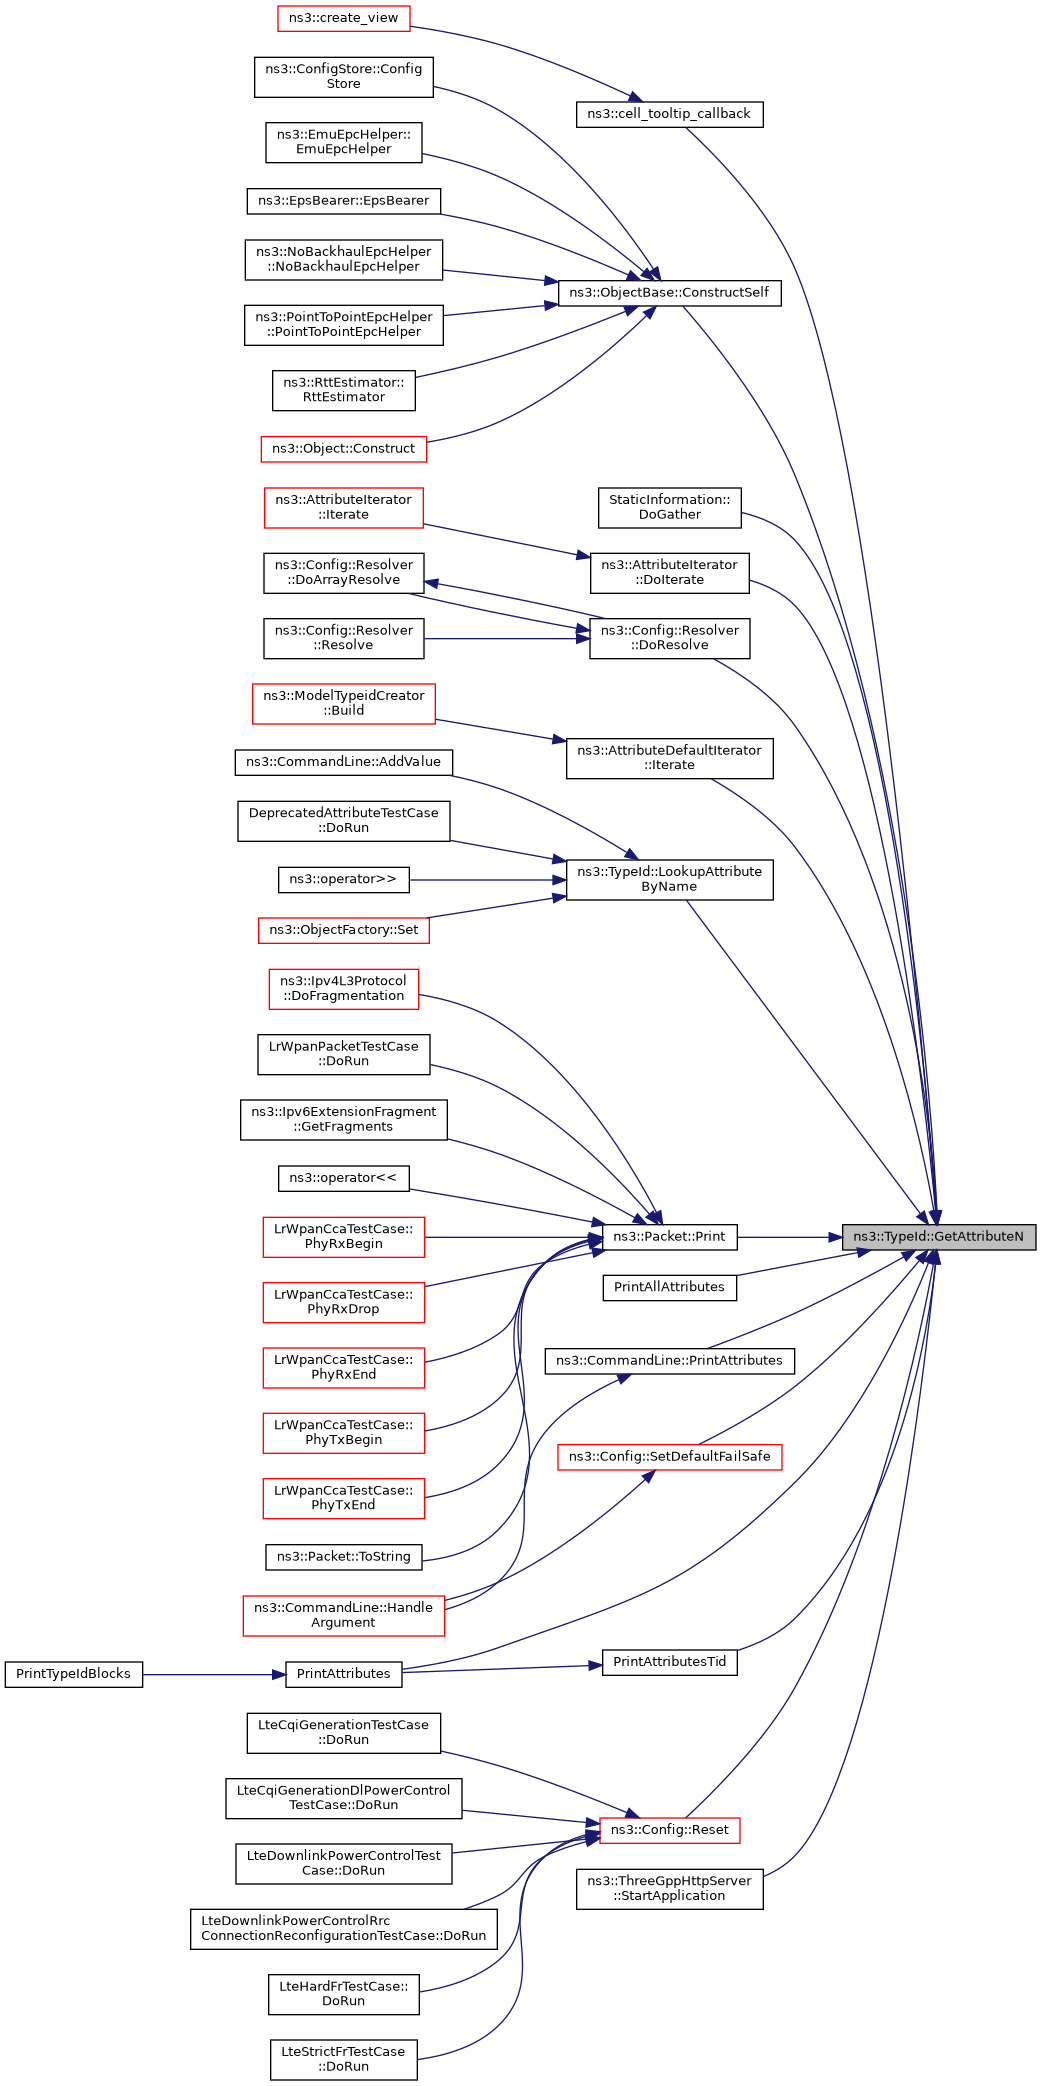 ns3::create_view
ns3::ConfigStore::Config
Store
ns3::cell_tooltip_callback
ns3::EmuEpcHelper::
EmuEpcHelper
ns3::EpsBearer::EpsBearer
ns3::NoBackhaulEpcHelper
::NoBackhaulEpcHelper
ns3::ObjectBase::ConstructSelf
ns3::PointToPointEpcHelper
::PointToPointEpcHelper
ns3::RttEstimator::
RttEstimator
ns3::Object::Construct
ns3::AttributeIterator
::Iterate
StaticInformation::
DoGather
ns3::Config::Resolver
::DoArrayResolve
ns3::AttributeIterator
::DoIterate
ns3::Config::Resolver
::Resolve
ns3::Config::Resolver
::DoResolve
ns3::ModelTypeidCreator
::Build
ns3::AttributeDefaultIterator
::Iterate
ns3::CommandLine::AddValue
DeprecatedAttributeTestCase
::DoRun
ns3::operator>>
ns3::TypeId::LookupAttribute
ByName
ns3::ObjectFactory::Set
ns3::Ipv4L3Protocol
::DoFragmentation
LrWpanPacketTestCase
::DoRun
ns3::Ipv6ExtensionFragment
::GetFragments
ns3::operator<<
LrWpanCcaTestCase::
PhyRxBegin
ns3::Packet::Print
ns3::TypeId::GetAttributeN
LrWpanCcaTestCase::
PhyRxDrop
PrintAllAttributes
LrWpanCcaTestCase::
PhyRxEnd
ns3::CommandLine::PrintAttributes
LrWpanCcaTestCase::
PhyTxBegin
ns3::Config::SetDefaultFailSafe
LrWpanCcaTestCase::
PhyTxEnd
ns3::Packet::ToString
ns3::CommandLine::Handle
Argument
PrintTypeIdBlocks
PrintAttributes
PrintAttributesTid
LteCqiGenerationTestCase
::DoRun
LteCqiGenerationDlPowerControl
TestCase::DoRun
ns3::Config::Reset
LteDownlinkPowerControlTest
Case::DoRun
ns3::ThreeGppHttpServer
::StartApplication
LteDownlinkPowerControlRrc
ConnectionReconfigurationTestCase::DoRun
LteHardFrTestCase::
DoRun
LteStrictFrTestCase
::DoRun